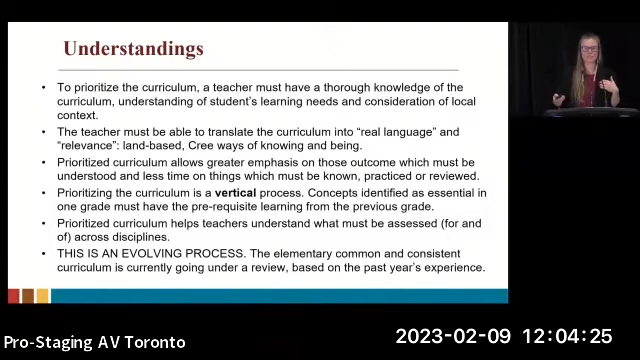 Understandings
• To prioritize the curriculum, a teacher must have a thorough knowledge of the
curriculum, understanding of student's learning needs and consideration of local
context.
• The teacher must be able to translate the curriculum into "real language" and
"relevance": land-based, Cree ways of knowing and being.
• Prioritized curriculum allows greater emphasis on those outcome which must be
understood and less time on things which must be known, practiced or reviewed.
• Prioritizing the curriculum is a vertical process. Concepts identified as essential in
one grade must have the pre-requisite learning from the previous grade.
• Prioritized curriculum helps teachers understand what must be assessed (for and
of) across disciplines.
• THIS IS AN EVOLVING PROCESS. The elementary common and consistent
curriculum is currently going under a review, based on the past year's experience.
Pro-Staging AV Toronto
2023-02-09 12:04:25